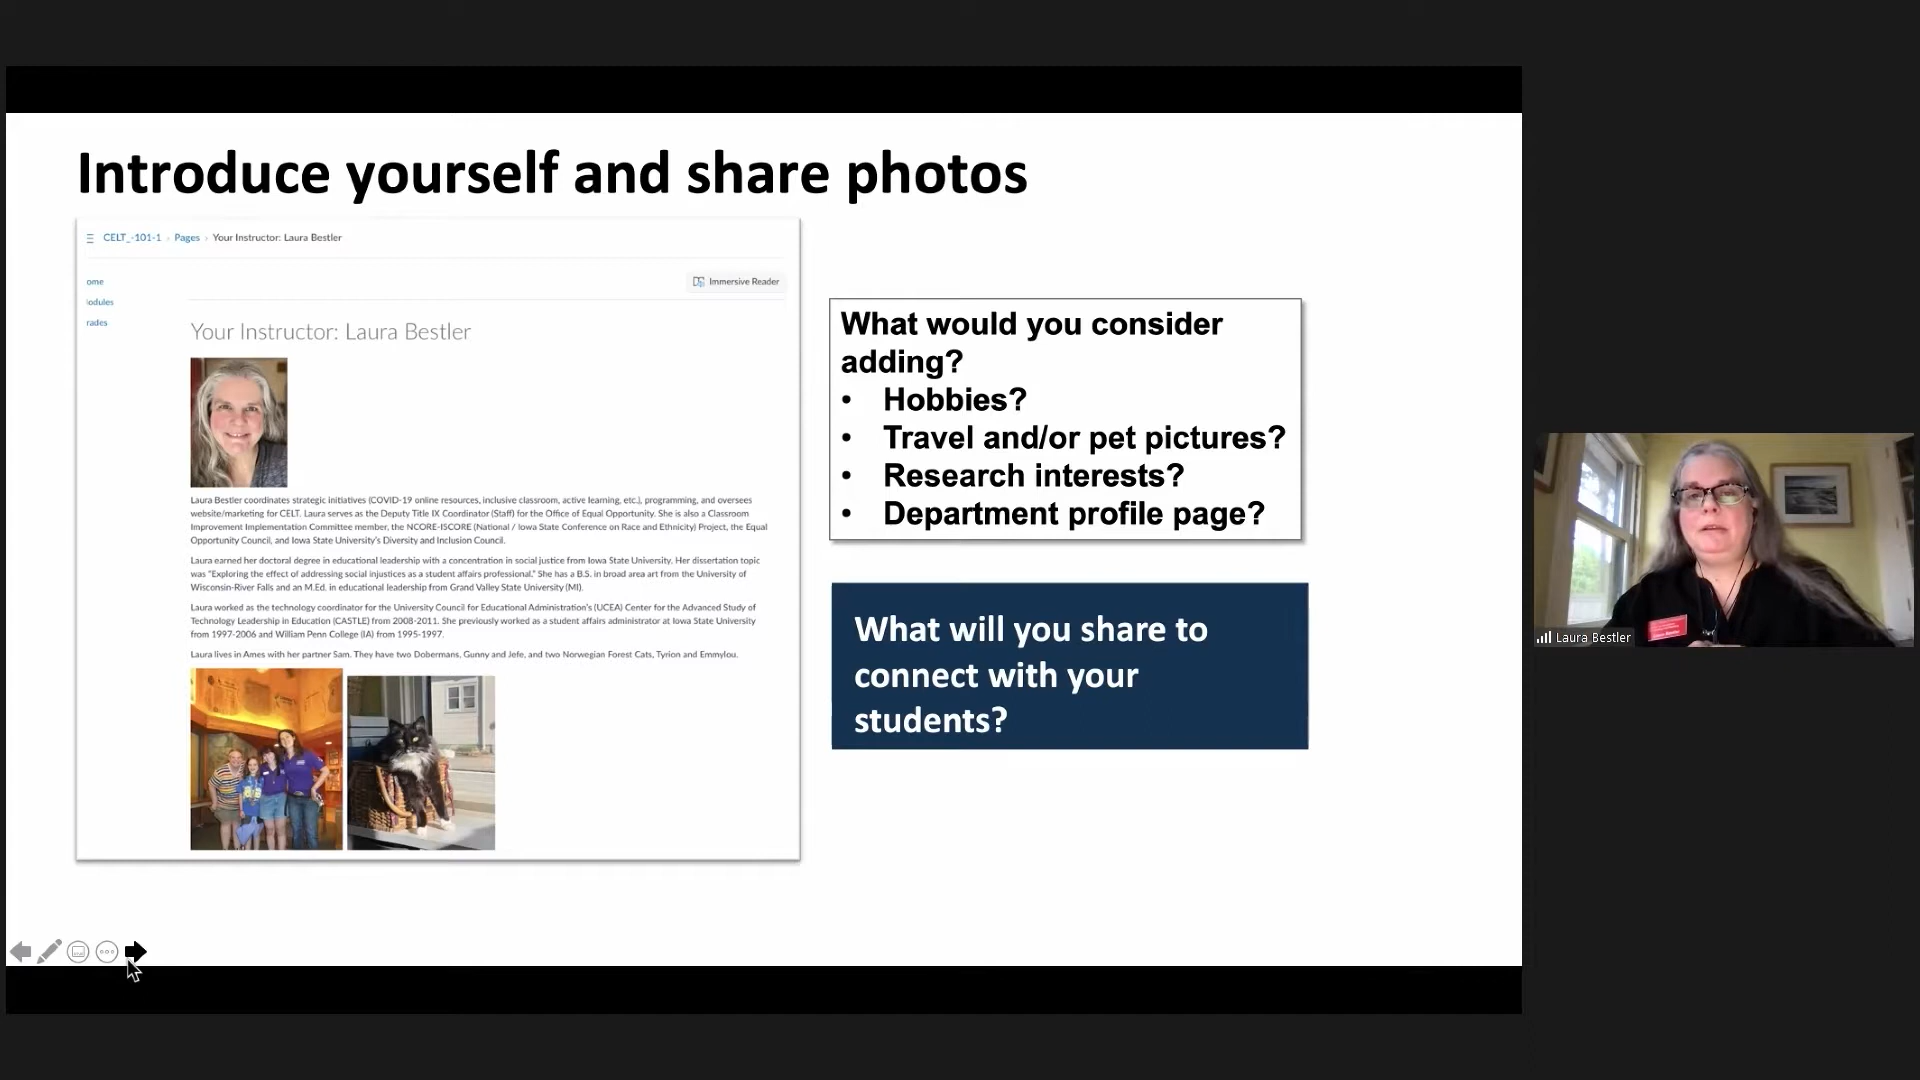 Introduce yourself and share photos
CELT_-101-1 › Pages › Your Instructor: Laura Bestler
ome
odules
rades
Immersive Reader
Your Instructor: Laura Bestler
Laura Bestler coordinates strategic initiatives (COVID-19 online resources, inclusive classroom, active learning, etc.), programming, and oversees
website/marketing for CELT. Laura serves as the Deputy Title IX Coordinator (Staff) for the Office of Equal Opportunity. She is also a Classroom
Improvement Implementation Committee member, the NCORE-ISCORE (National / Iowa State Conference on Race and Ethnicity) Project, the Equal
Opportunity Council, and Iowa State University's Diversity and Inclusion Council.
Laura earned her doctoral degree in educational leadership with a concentration in social justice from Iowa State University. Her dissertation topic
was "Exploring the effect of addressing social injustices as a student affairs professional." She has a B.S. in broad area art from the University of
Wisconsin-River Falls and an M.Ed. in educational leadership from Grand Valley State University (MI).
Laura worked as the technology coordinator for the University Council for Educational Administration's (UCEA) Center for the Advanced Study of
Technology Leadership in Education (CASTLE) from 2008-2011. She previously worked as a student affairs administrator at Iowa State University
from 1997-2006 and William Penn College (IA) from 1995-1997.
Laura lives in Ames with her partner Sam. They have two Dobermans, Gunny and Jefe, and two Norwegian Forest Cats, Tyrion and Emmylou.
What would you consider
adding?
• Hobbies?
• Travel and/or pet pictures?
• Research interests?
• Department profile page?
What will you share to
connect with your
students?
Laura Bestler